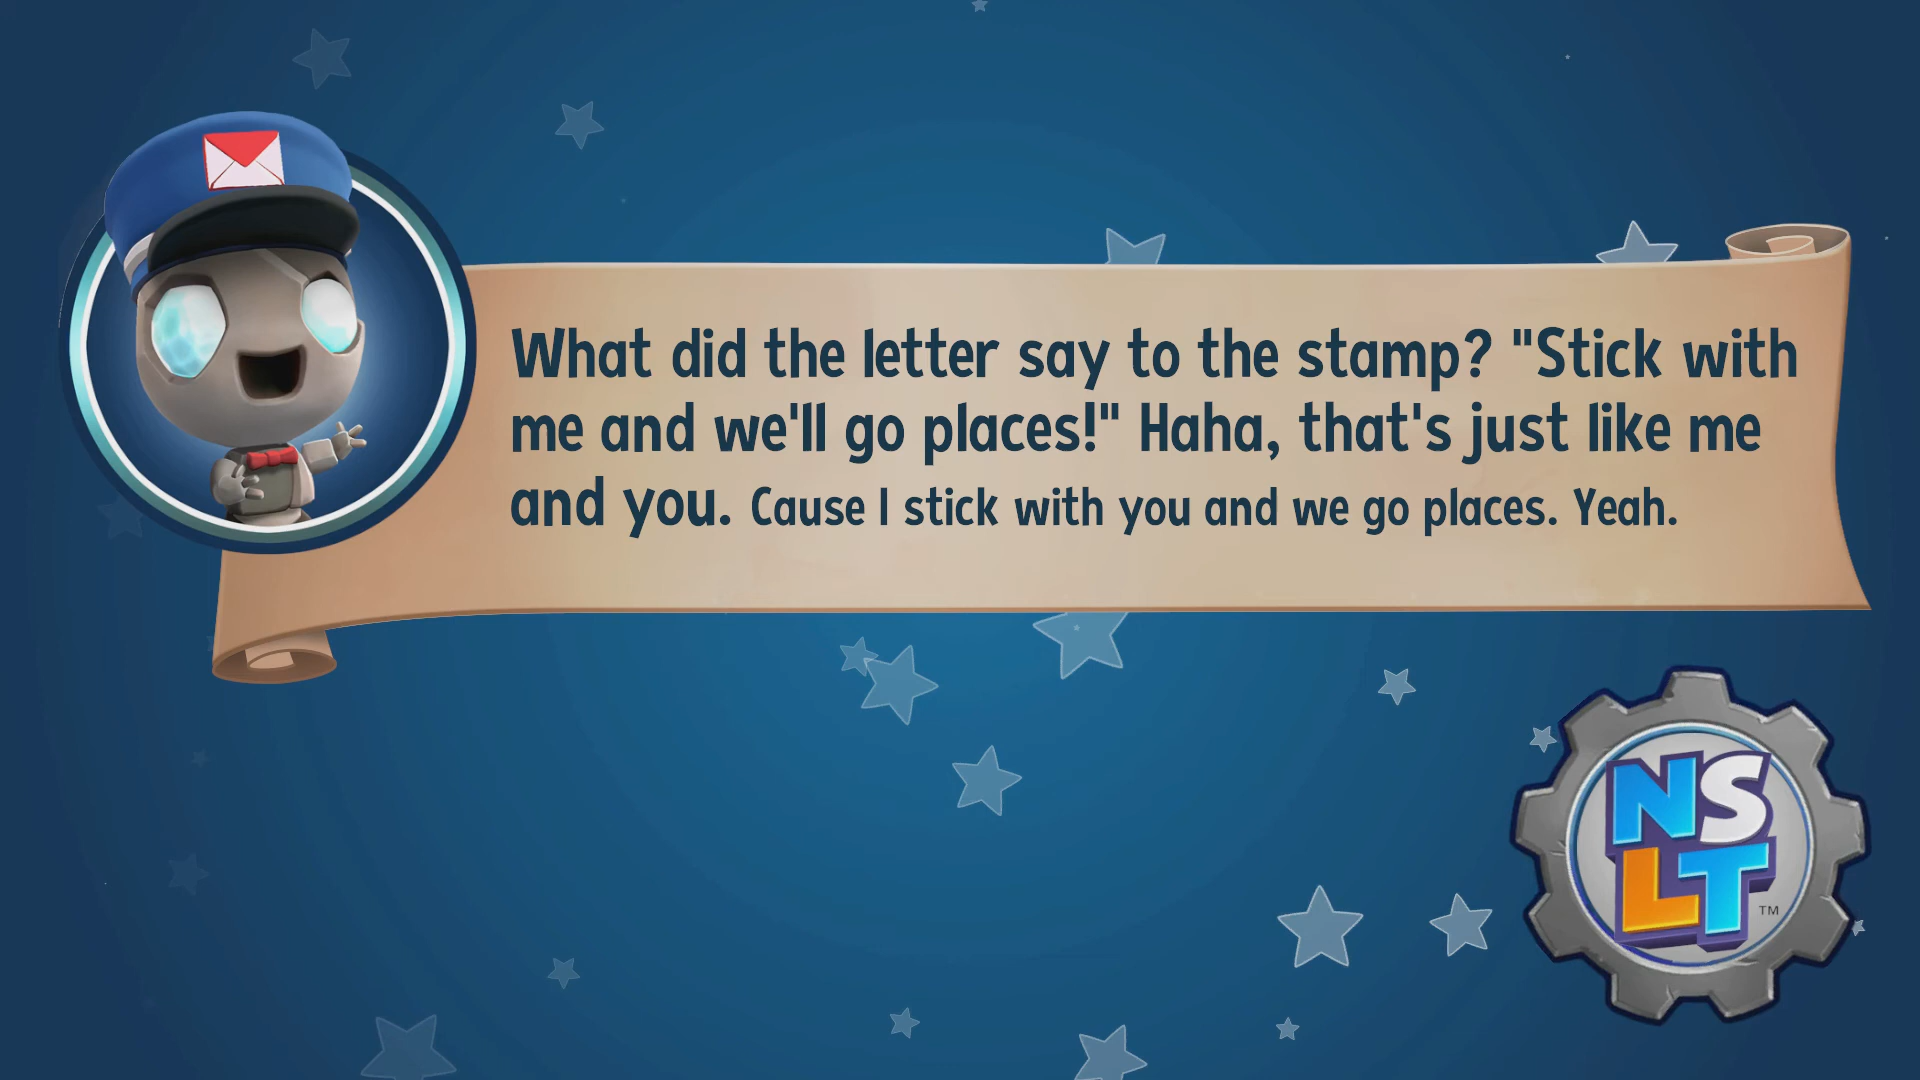 What did the letter say to the stamp? "Stick with
me and we'll go places!" Haha, that's just like me
and you. Cause I stick with you and we go places. Yeah.
NS
LT
TM